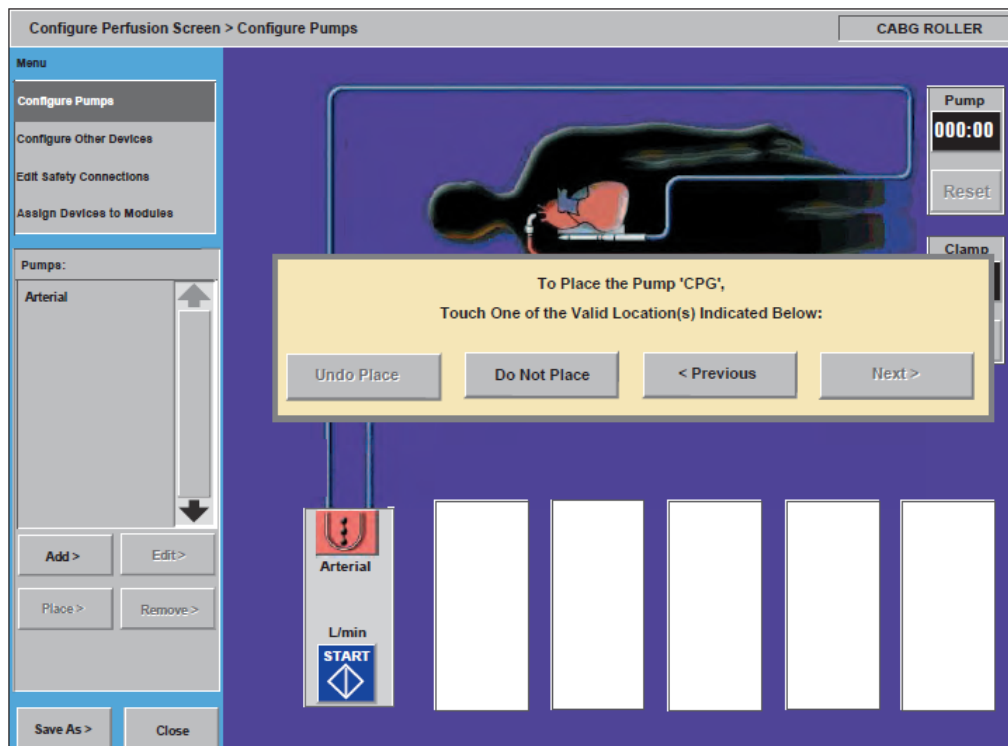 Configure Perfusion Screen > Configure Pumps
CABG ROLLER
Menu
Configure Pumps
Configure Other Devices
Edit Safety Connections
Assign Devices to Modules
Pumps:
Arterial
Add >
Edit >
Place >
Remove >
Save As >
Close
Pump
000:00
Reset
Clamp
To Place the Pump 'CPG',
Touch One of the Valid Location(s) Indicated Below:
Undo Place
Do Not Place
< Previous
Next >
Arterial
L/min
START